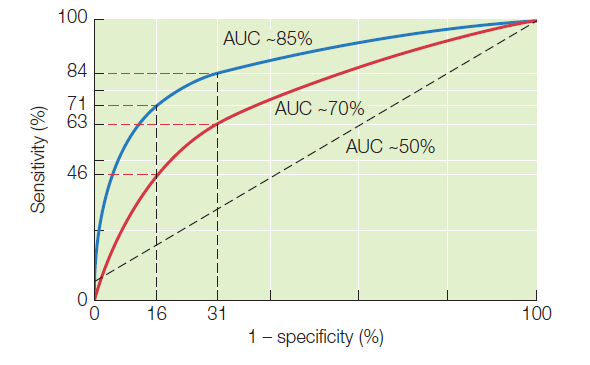 100
AUC ~85%
84
71
AUC ~70%
63
AUC ~50%
46
Sensitivity (%)
0
0 16 31 100
1 – specificity (%)